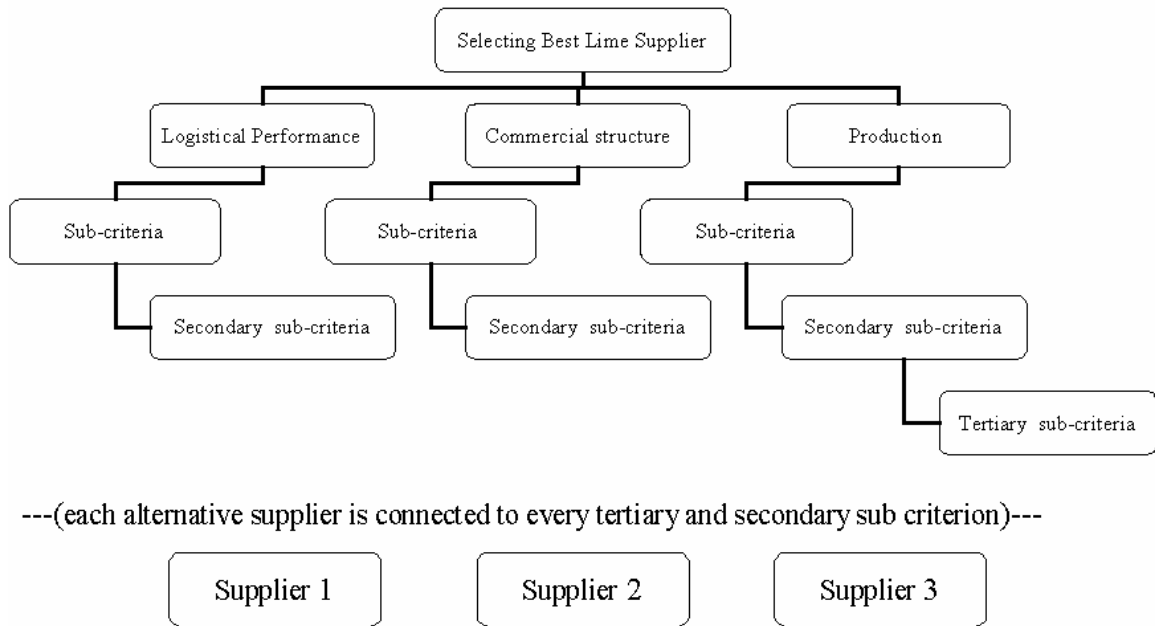 Selecting Best Lime Supplier
Logistical Performance
Commercial structure
Production
Sub-criteria
Sub-criteria
Sub-criteria
Secondary sub-criteria
Secondary sub-criteria
Secondary sub-criteria
Tertiary sub-criteria
---(each alternative supplier is connected to every tertiary and secondary sub criterion)---
Supplier 1
Supplier 2
Supplier 3